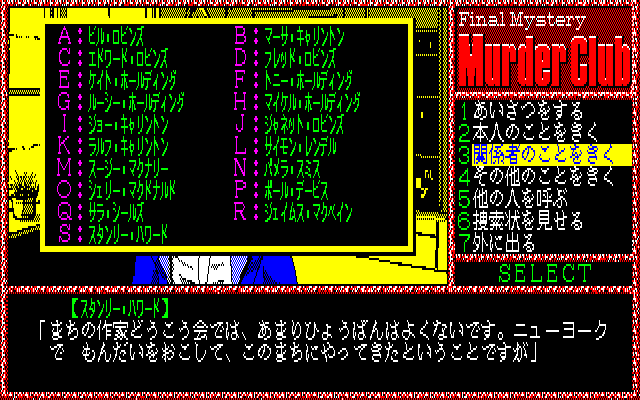 A:ビル・ロビンズ
B:マーサ・キャリントン
C:エドワード・ロビンズ
D:フレッド・ロビンズ
E:ケイト・ホールディング
F:トニー・ホールディング
G:ルーシー・ホールディング
H:マイケル・ホールディング
I:ジョー・キャリントン
J:ジャネット・ロビンズ
K:ラルフ・キャリントン
L:サイモン・レンデル
M:スージー・マクナリー
N:パメラ・スミス
O:シェリー・マクドナルド
P:ポール・デービス
Q:サラ・シールズ
R:ジェイムス・マクベイン
S:スタンリー・ハワード
Final Mystery
Murder Club
1 あいさつをする
2 本人のことをきく
3 関係者のことをきく
4 その他のことをきく
5 他の人を呼ぶ
6 捜索状を見せる
7 外に出る
SELECT
【スタンリー・ハワード】
「まちの作家どうこう会では、あまりひょうばんはよくないです。ニューヨーク
で もんだいをおこして、このまちにやってきたということですが」